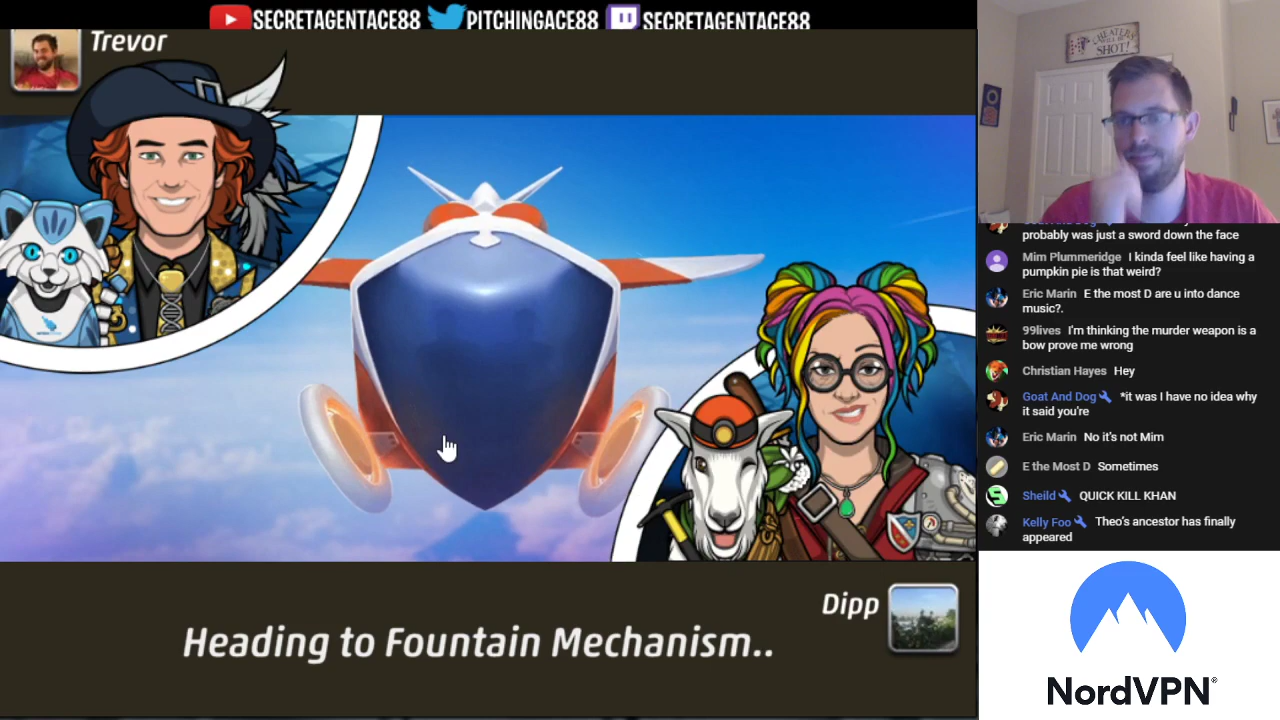 SECRETAGENTACE88 PITCHINGACE88 SECRETAGENTACE88
Trevor
CHEATERS
WILL BE
SHOT!
probably was just a sword down the face
Mim Plummeridge I kinda feel like having a
pumpkin pie is that weird?
Eric Marin E the most D are u into dance
music?.
99lives I'm thinking the murder weapon is a
bow prove me wrong
Christian Hayes Hey
Goat And Dog *it was I have no idea why
it said you're
Eric Marin No it's not Mim
E the Most D Sometimes
Sheild QUICK KILL KHAN
Kelly Foo Theo's ancestor has finally
appeared
Dipp
Heading to Fountain Mechanism..
NordVPN®